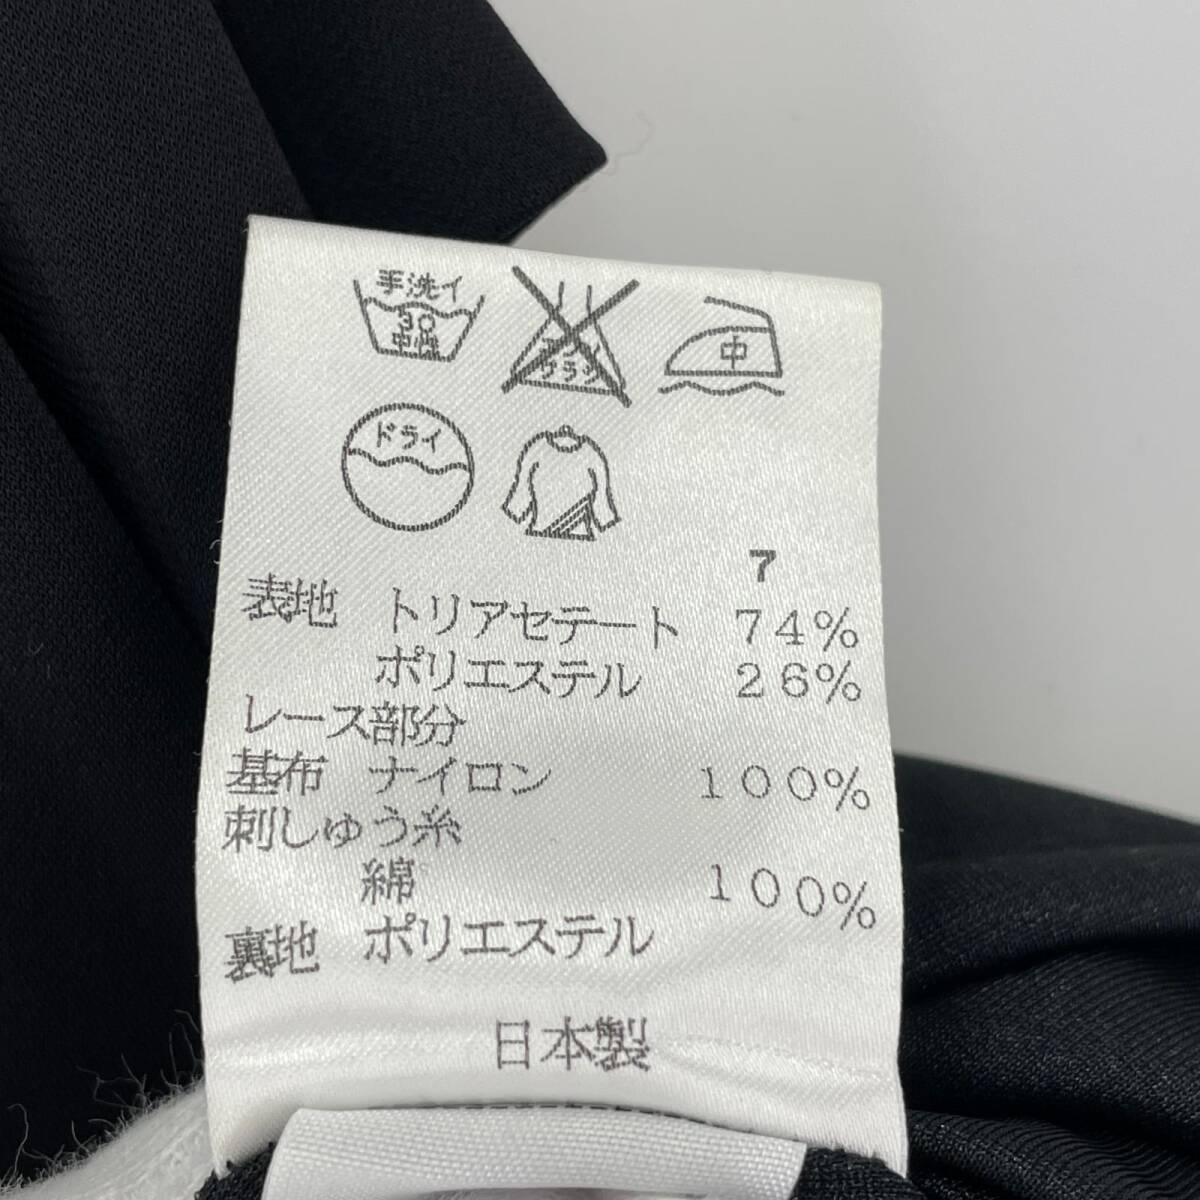 手洗イ
30
中性
エンソ
サラシ
中
ドライ
7
表地 トリアセテート 74%
ポリエステル 26%
レース部分
基布 ナイロン 100%
刺しゅう糸
綿 100%
裏地 ポリエステル
日本製